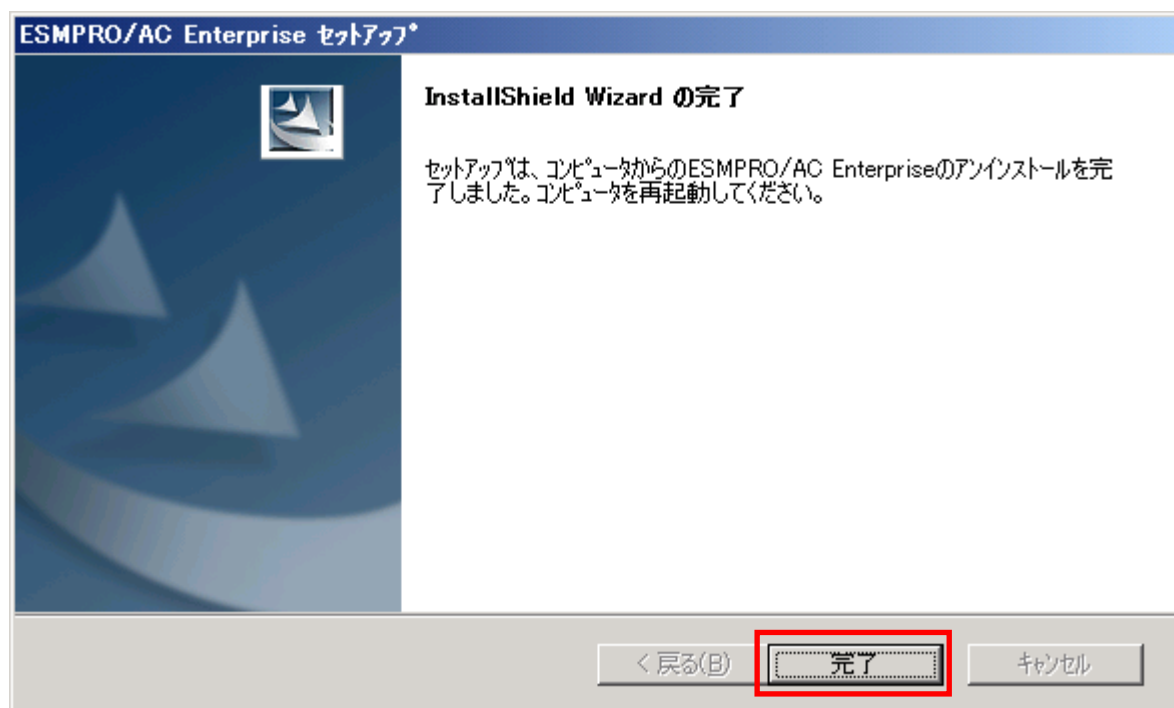 ESMPRO/AC Enterprise ｾｯﾄｱｯﾌﾟ
InstallShield Wizard の完了
ｾｯﾄｱｯﾌﾟは、ｺﾝﾋﾟｭｰﾀからのESMPRO/AC Enterpriseのｱﾝｲﾝｽﾄｰﾙを完
了しました。ｺﾝﾋﾟｭｰﾀを再起動してください。
< 戻る(B)
完了
ｷｬﾝｾﾙ